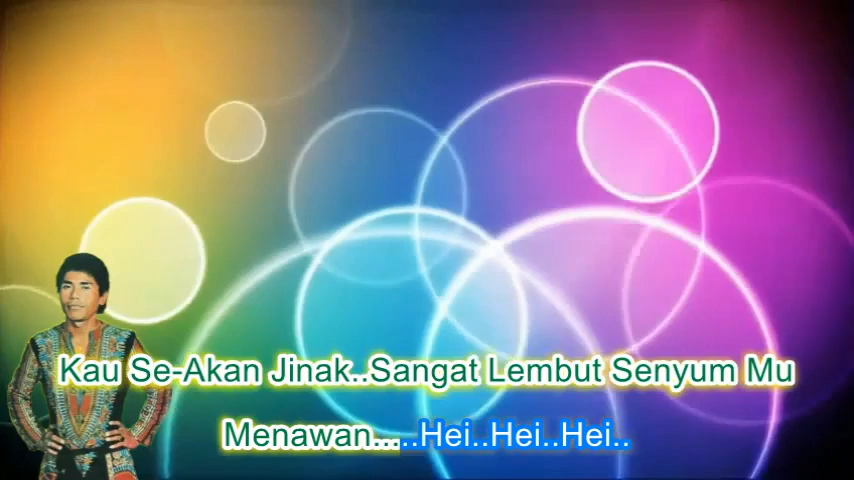 Kau Se-Akan Jinak..Sangat Lembut Senyum Mu
Menawan.....Hei..Hei..Hei..